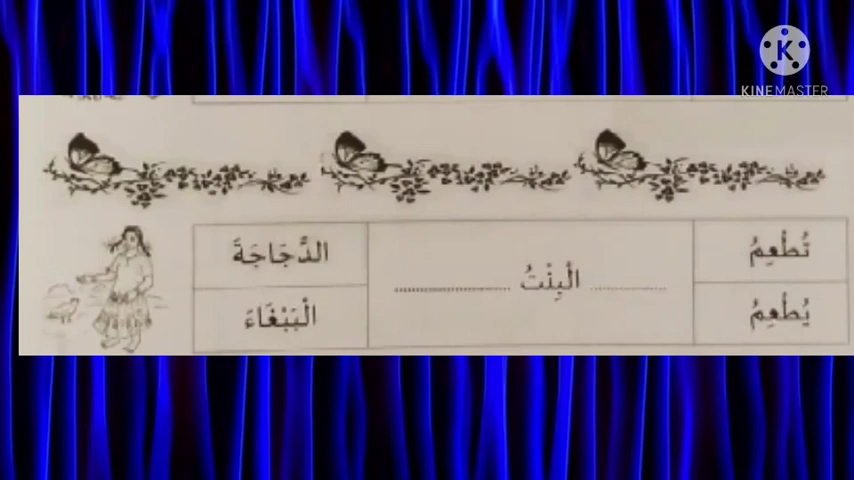 KINEMASTER
تُطْعِمُ
............ الْبِنْتُ ..................
الدَّجَاجَةَ
يُطْعِمُ
الْبَبْغَاءَ